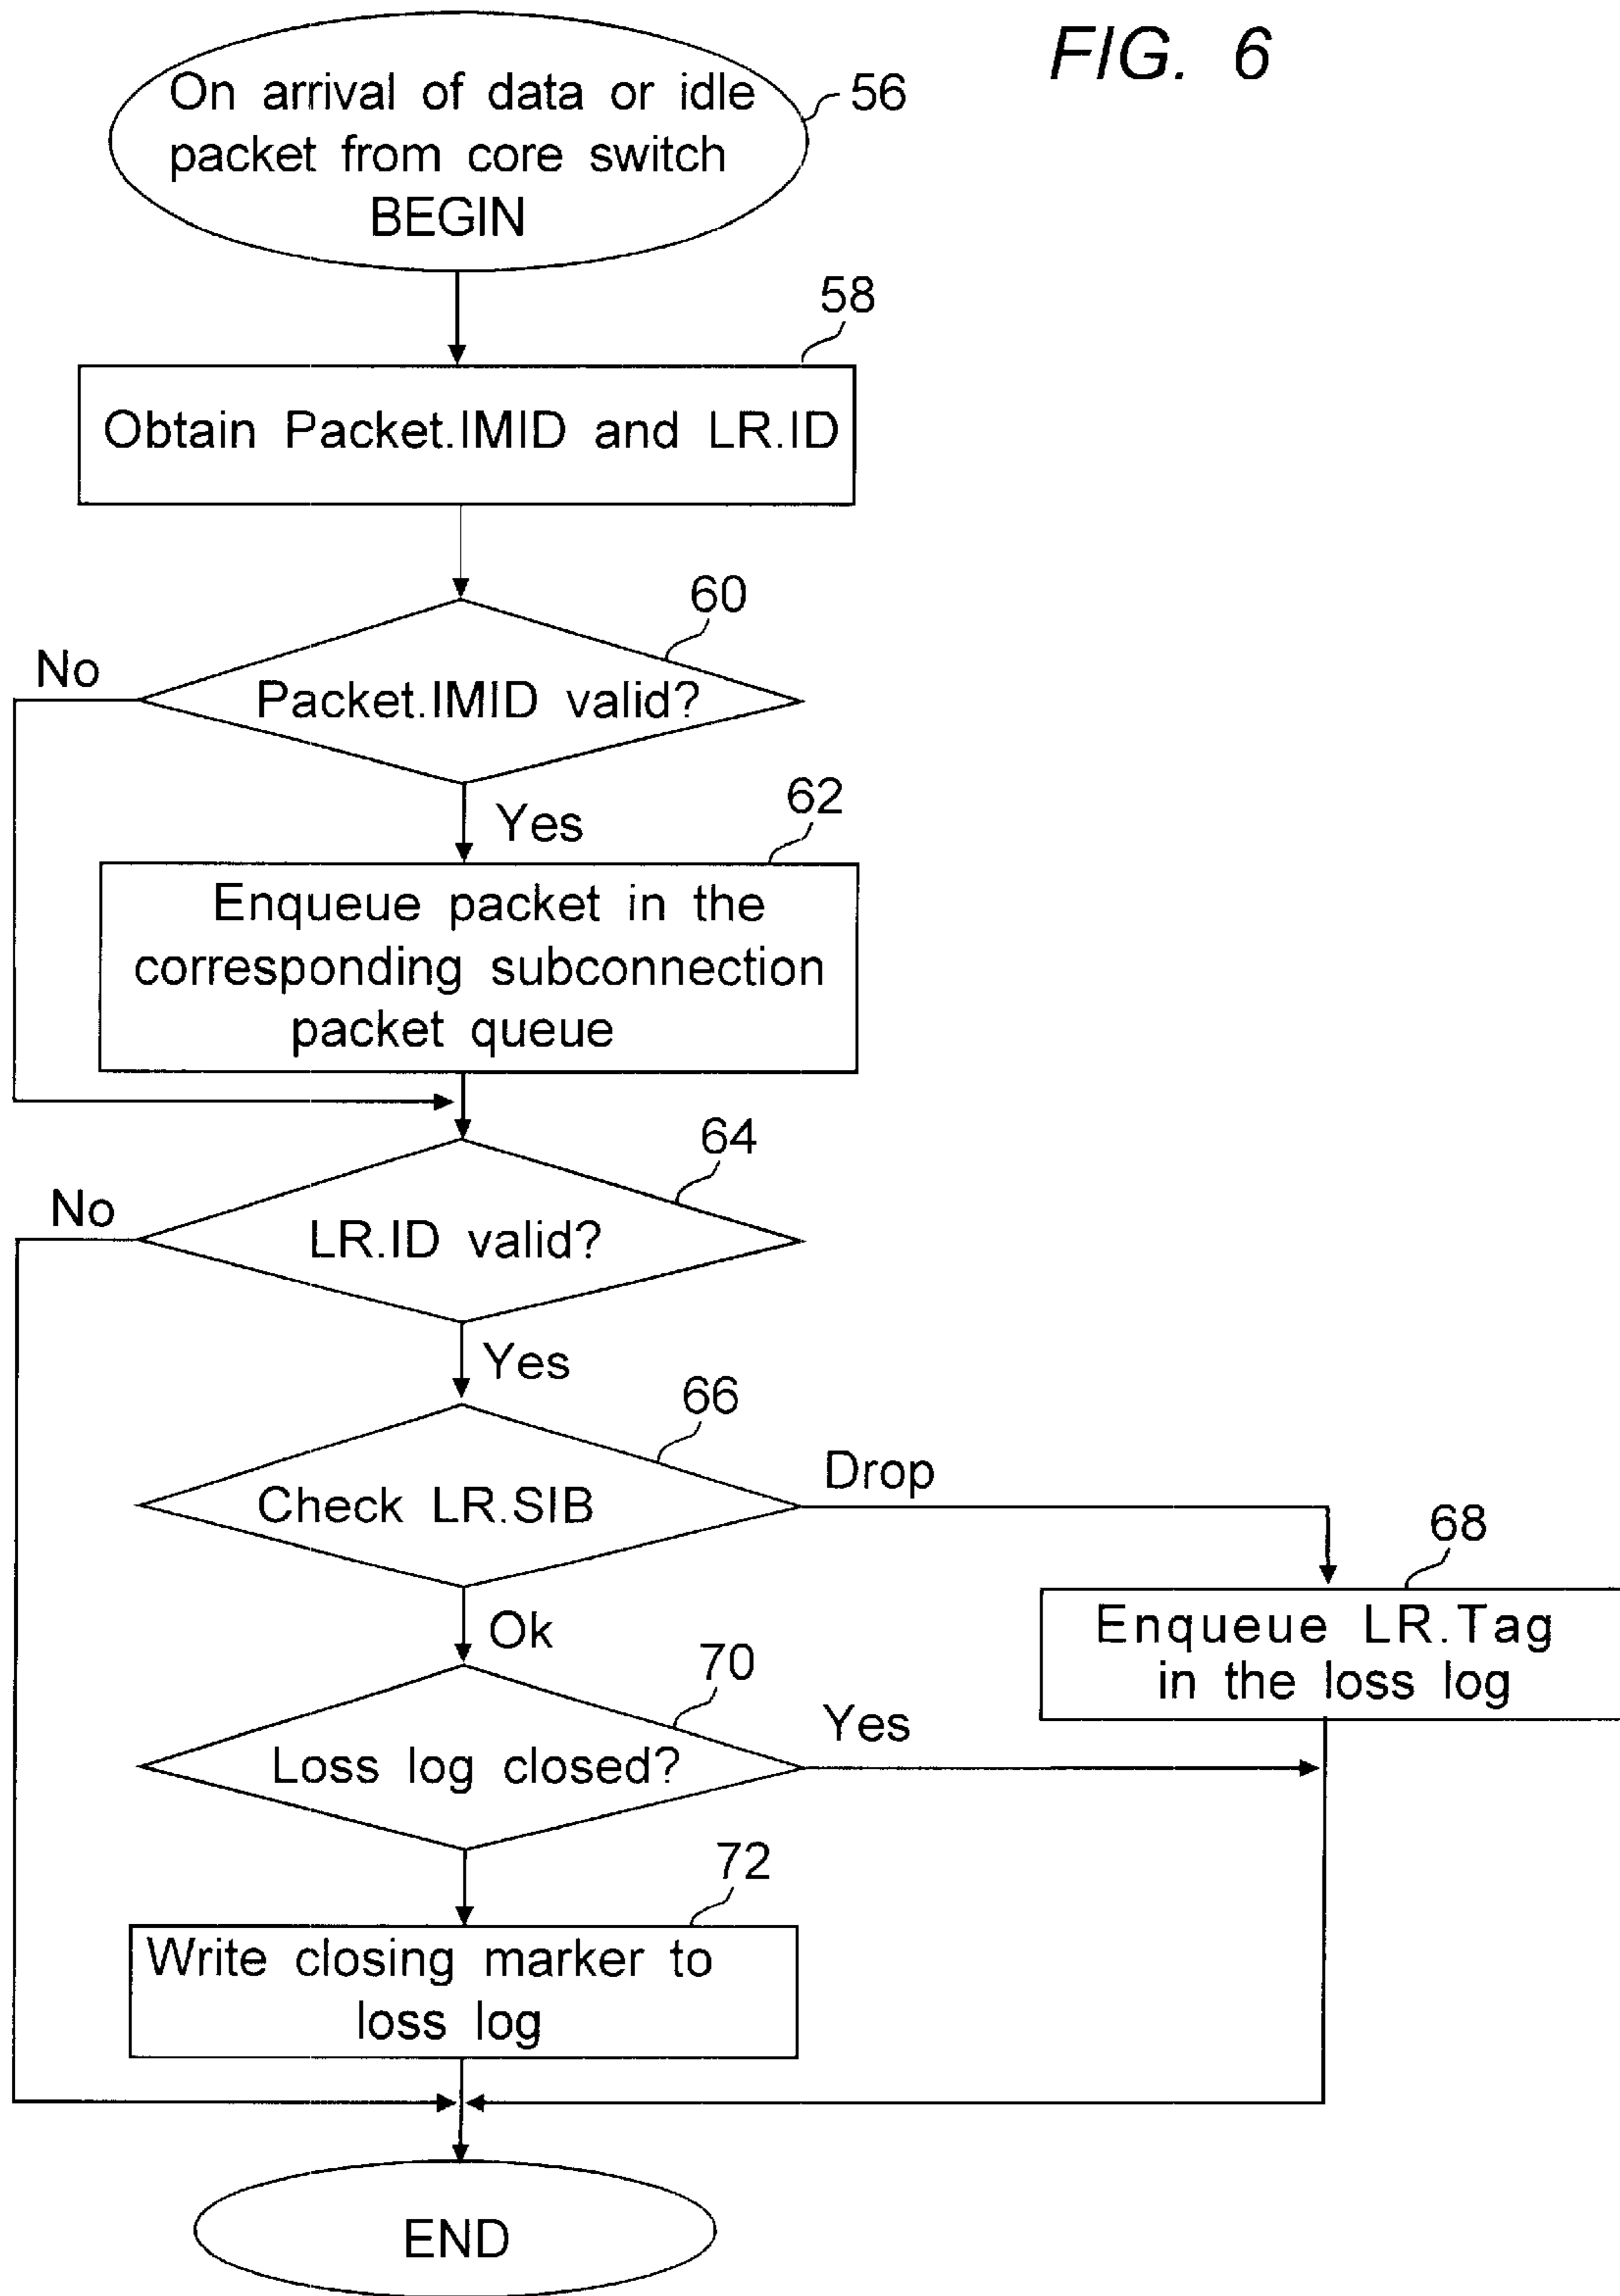 FIG. 6
On arrival of data or idle
packet from core switch
BEGIN
56
58
Obtain Packet.IMID and LR.ID
60
No
Packet.IMID valid?
Yes
62
Enqueue packet in the
corresponding subconnection
packet queue
64
No
LR.ID valid?
Yes
66
Drop
Check LR.SIB
68
Enqueue LR.Tag
in the loss log
Ok
70
Yes
Loss log closed?
72
Write closing marker to
loss log
END